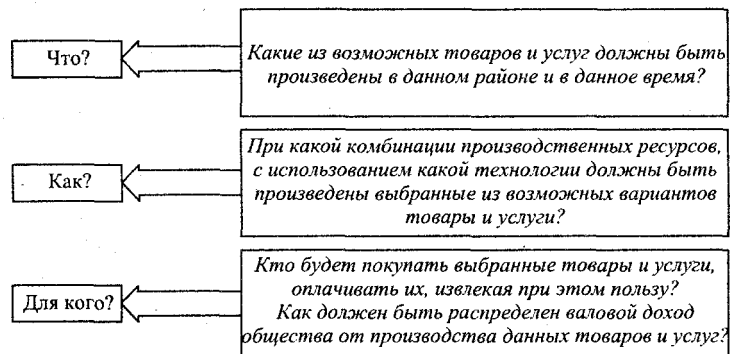 Что?
Какие из возможных товаров и услуг должны быть
произведены в данном районе и в данное время?
Как?
При какой комбинации производственных ресурсов,
с использованием какой технологии должны быть
произведены выбранные из возможных вариантов
товары и услуги?
Для кого?
Кто будет покупать выбранные товары и услуги,
оплачивать их, извлекая при этом пользу?
Как должен быть распределен валовой доход
общества от производства данных товаров и услуг?